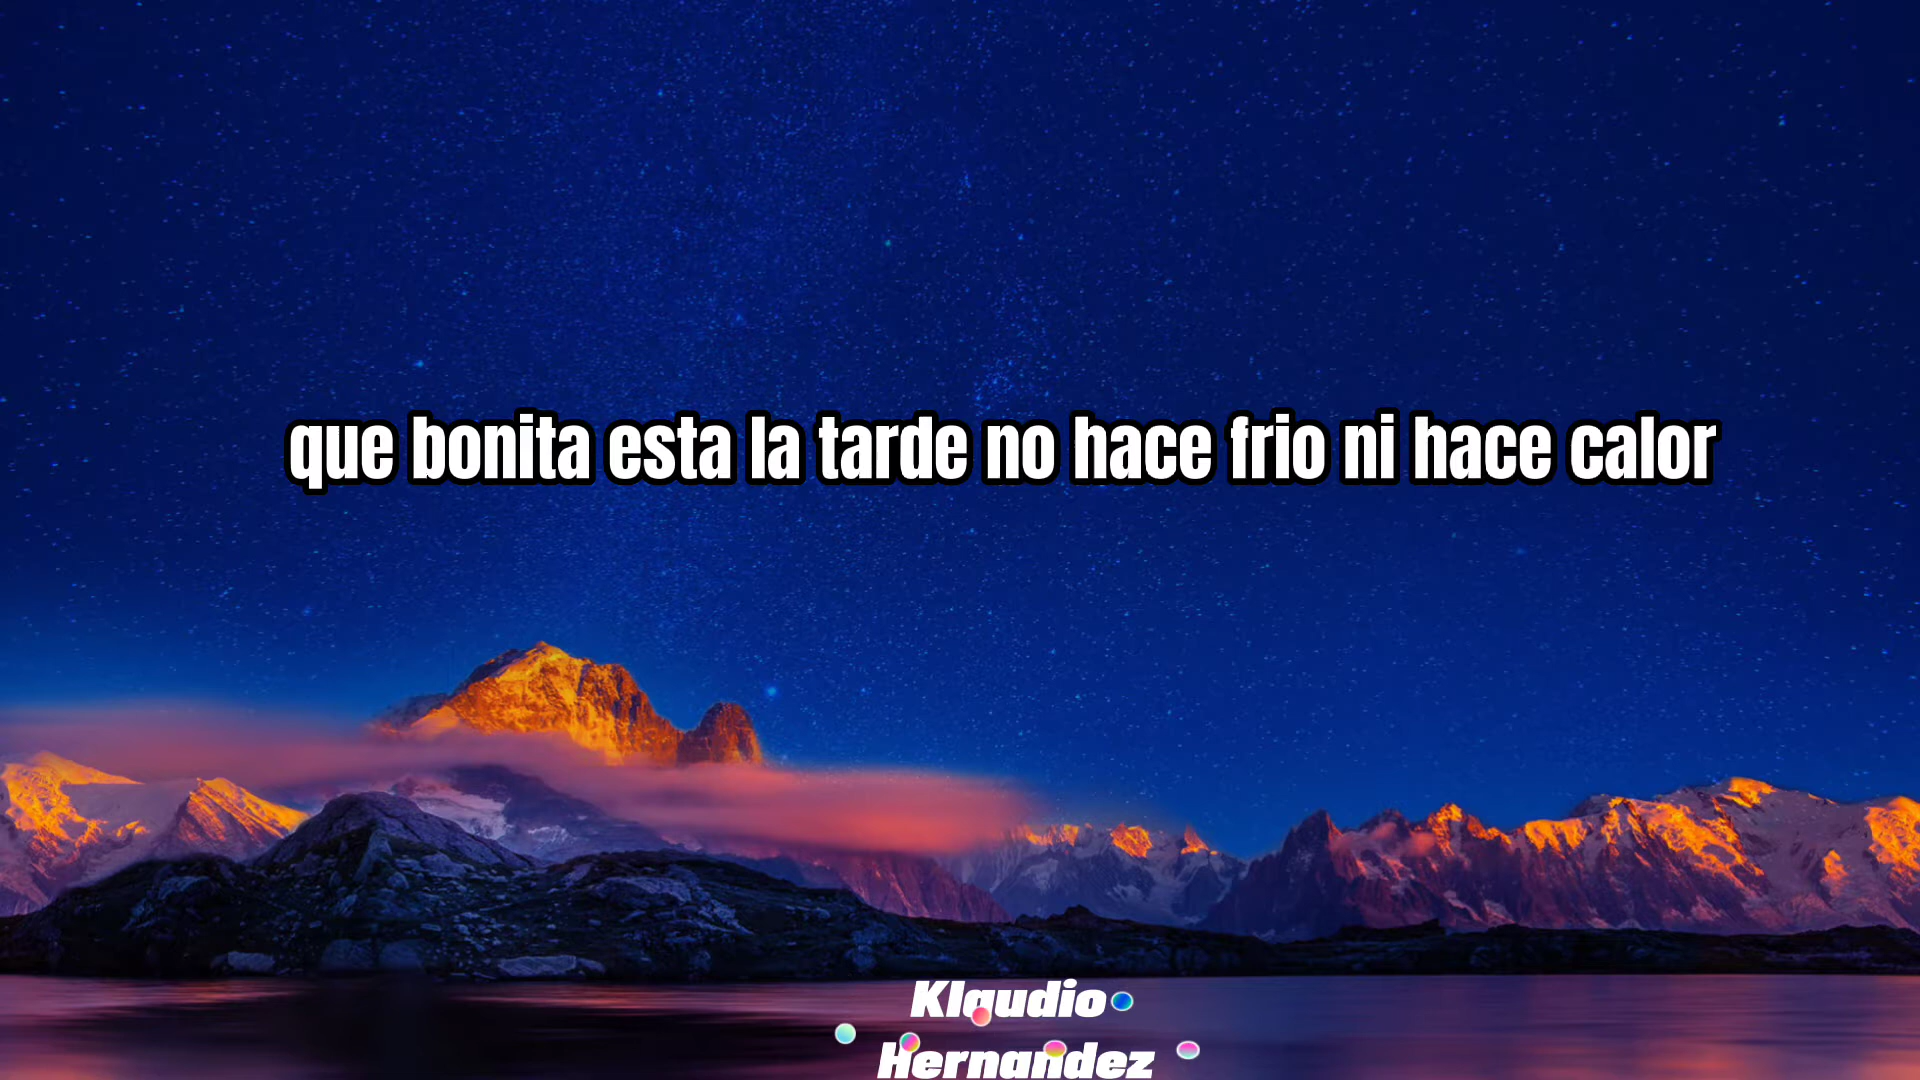 que bonita esta la tarde no hace frio ni hace calor
Klaudio
Hernandez